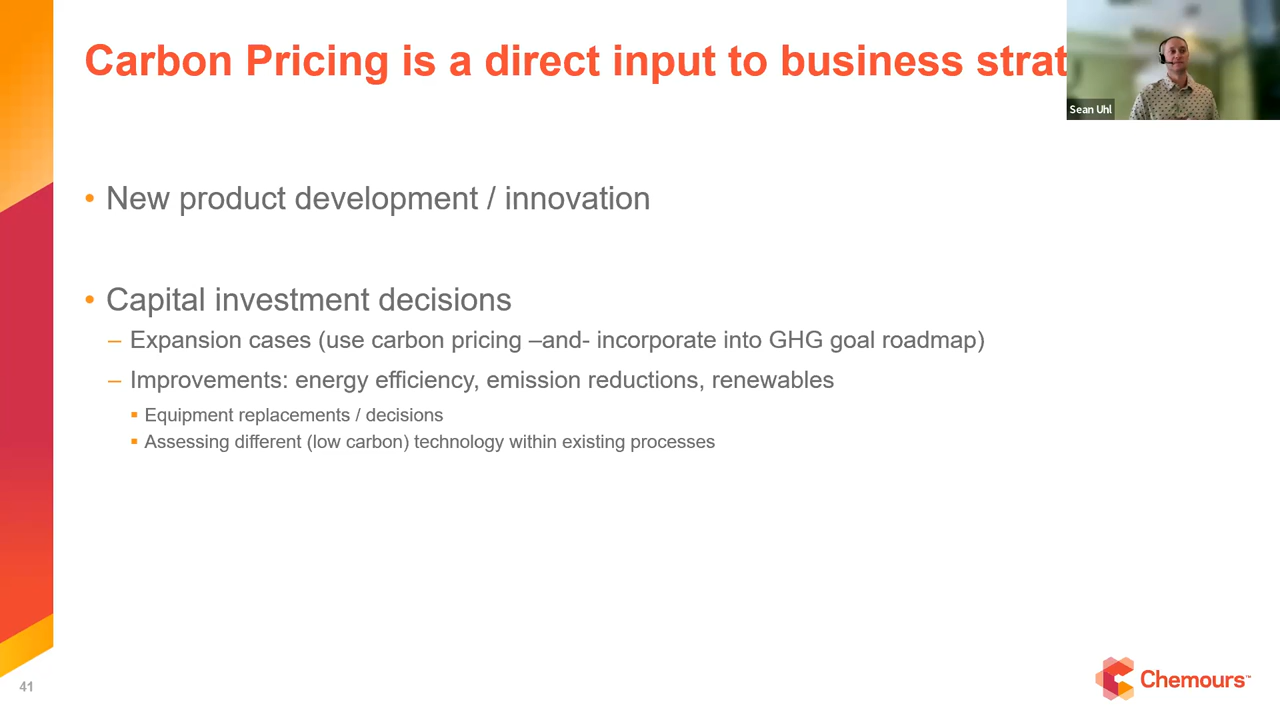 Carbon Pricing is a direct input to business strat
Sean Uhl
• New product development / innovation
• Capital investment decisions
– Expansion cases (use carbon pricing –and- incorporate into GHG goal roadmap)
– Improvements: energy efficiency, emission reductions, renewables
▪ Equipment replacements / decisions
▪ Assessing different (low carbon) technology within existing processes
41
Chemours™